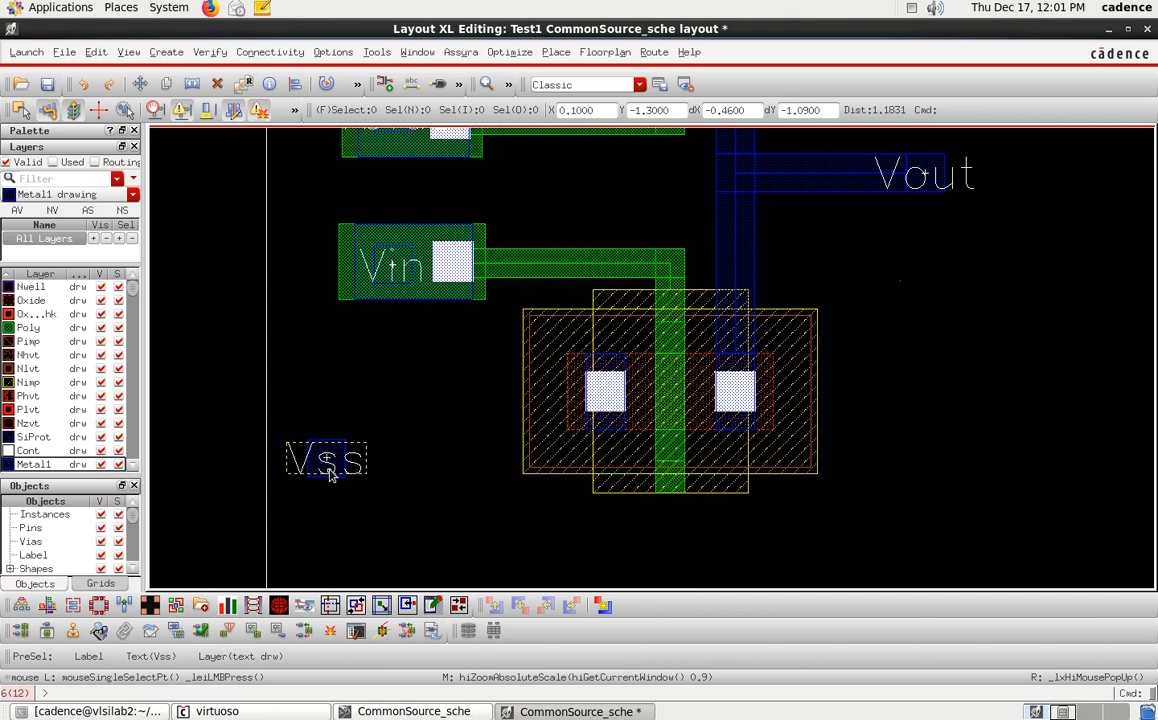 Applications Places System Thu Dec 17, 12:01 PM cadence
Layout XL Editing: Test1 CommonSource_sche layout *
Launch File Edit View Create Verify Connectivity Options Tools Window Assura Optimize Place Floorplan Route Help cādence
» abc » » Classic
» (F)Select:0 Sel(N):0 Sel(I):0 Sel(O):0 X 0.1000 Y -1.3000 dX -0.4600 dY -1.0900 Dist:1.1831 Cmd:
Palette
Layers
Valid Used Routing
Filter
Metal1 drawing
AV NV AS NS
Name Vis Sel
All Layers + - + -
Layer ... V S
Nwell drw
Oxide drw
Ox...hk drw
Poly drw
Pimp drw
Nhvt drw
Nlvt drw
Nimp drw
Phvt drw
Plvt drw
Nzvt drw
SiProt drw
Cont drw
Metal1 drw
Objects
Objects V S
Instances
Pins
Vias
Label
Shapes
Objects Grids
Vout
Vin
Vss
PreSel: Label Text(Vss) Layer(text drw)
mouse L: mouseSingleSelectPt() _leiLMBPress() M: hiZoomAbsoluteScale(hiGetCurrentWindow() 0.9) R: _lxHiMousePopUp()
6(12) > Cmd:
[cadence@vlsilab2:~/... virtuoso CommonSource_sche CommonSource_sche *